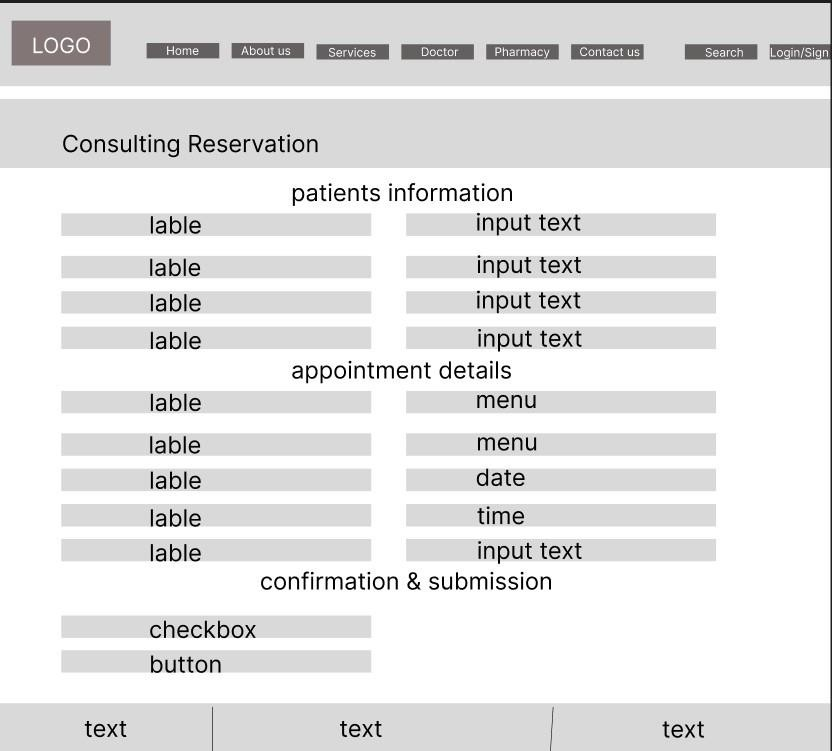 LOGO
Home About us Services Doctor Pharmacy Contact us Search Login/Sign
Consulting Reservation
patients information
lable input text
lable input text
lable input text
lable input text
appointment details
lable menu
lable menu
lable date
lable time
lable input text
confirmation & submission
checkbox
button
text text text